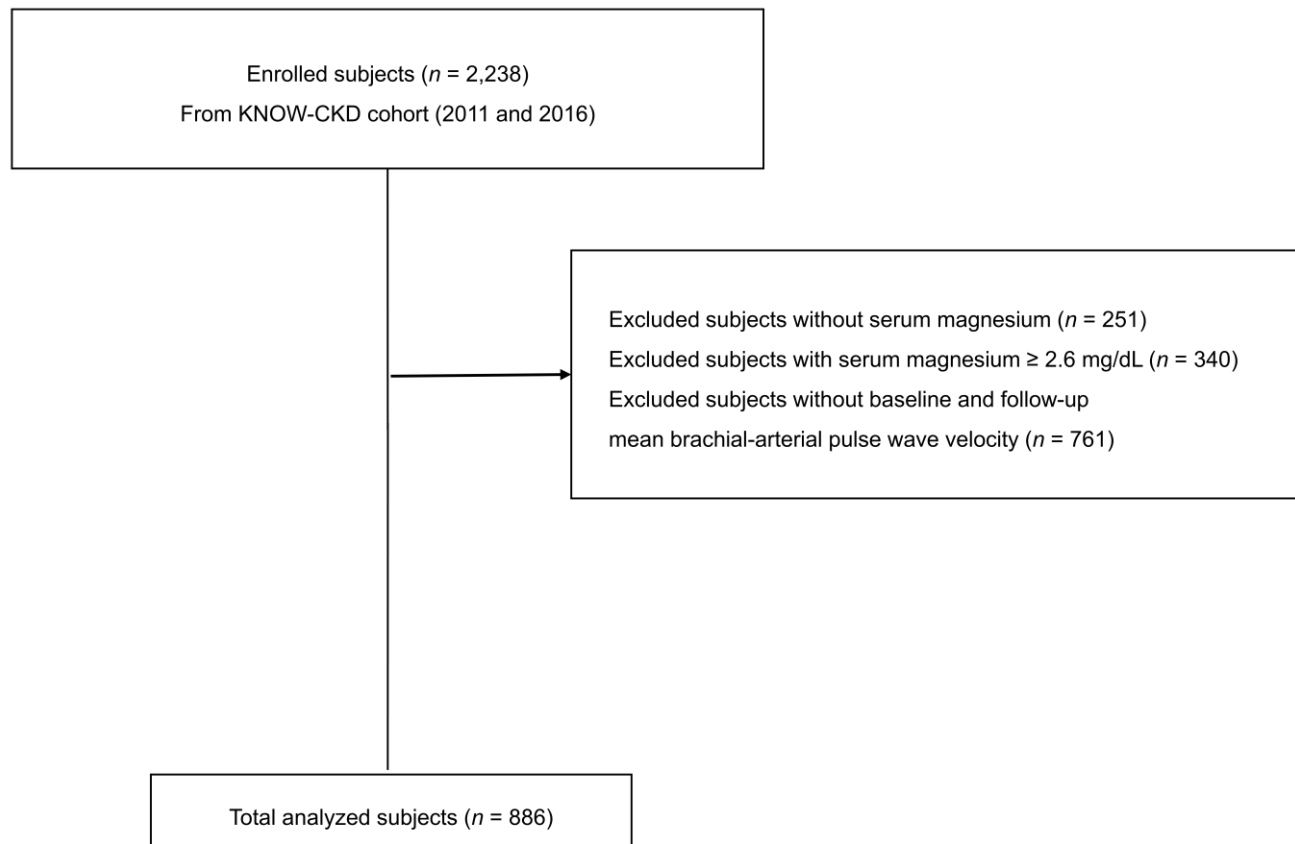 Enrolled subjects (n = 2,238)
From KNOW-CKD cohort (2011 and 2016)
Excluded subjects without serum magnesium (n = 251)
Excluded subjects with serum magnesium ≥ 2.6 mg/dL (n = 340)
Excluded subjects without baseline and follow-up
mean brachial-arterial pulse wave velocity (n = 761)
Total analyzed subjects (n = 886)